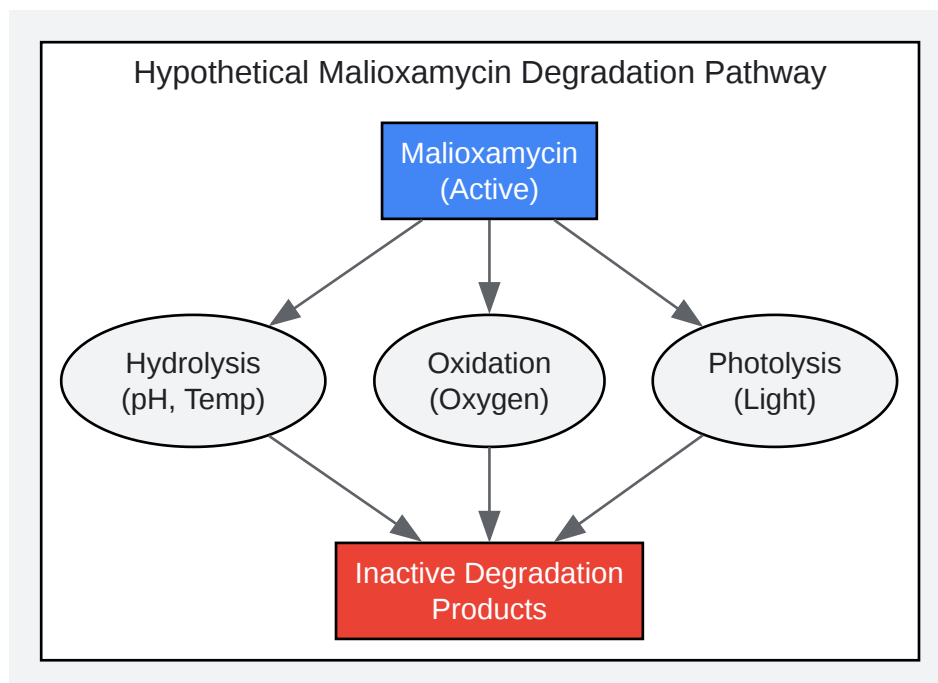 Hypothetical Malioxamycin Degradation Pathway
Malioxamycin
(Active)
Hydrolysis
(pH, Temp)
Oxidation
(Oxygen)
Photolysis
(Light)
Inactive Degradation
Products